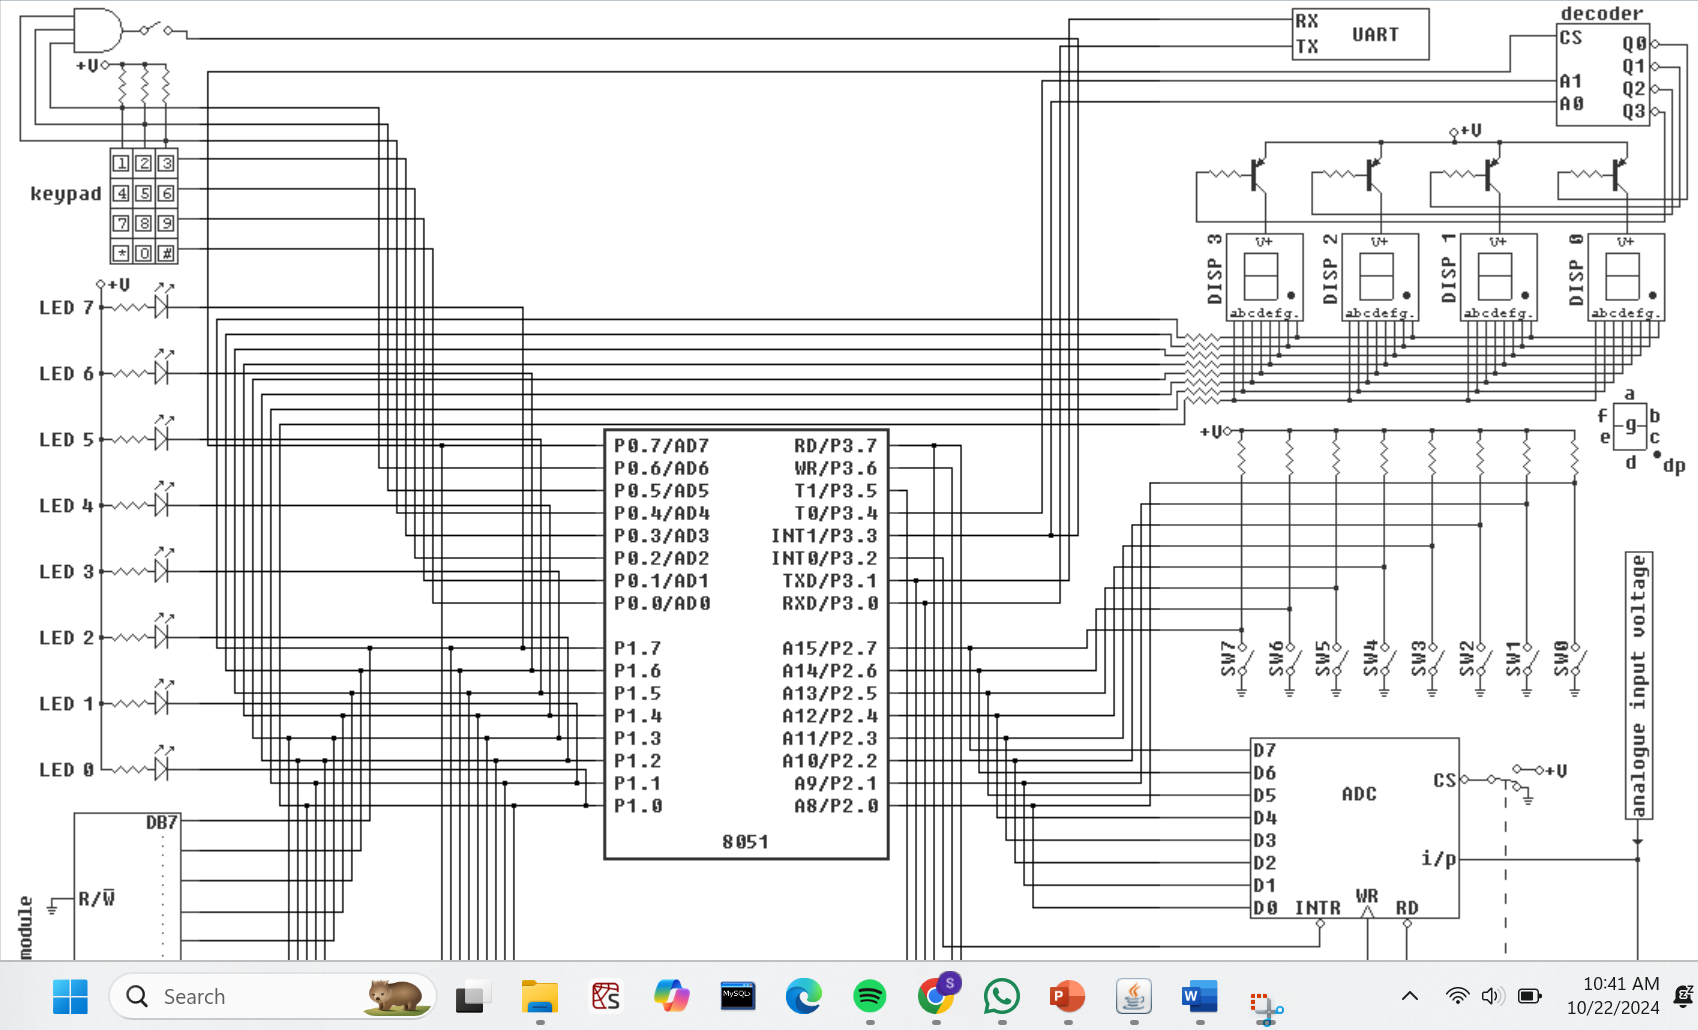 RX
TX
UART
decoder
CS
A1
A0
Q0
Q1
Q2
Q3
+V
+V
1 2 3
4 5 6
7 8 9
* 0 #
keypad
DISP 3
DISP 2
DISP 1
DISP 0
V+
V+
V+
V+
abcdefg.
abcdefg.
abcdefg.
abcdefg.
a
f b
g
e c
d dp
+V
LED 7
LED 6
LED 5
LED 4
LED 3
LED 2
LED 1
LED 0
P0.7/AD7
P0.6/AD6
P0.5/AD5
P0.4/AD4
P0.3/AD3
P0.2/AD2
P0.1/AD1
P0.0/AD0
P1.7
P1.6
P1.5
P1.4
P1.3
P1.2
P1.1
P1.0
RD/P3.7
WR/P3.6
T1/P3.5
T0/P3.4
INT1/P3.3
INT0/P3.2
TXD/P3.1
RXD/P3.0
A15/P2.7
A14/P2.6
A13/P2.5
A12/P2.4
A11/P2.3
A10/P2.2
A9/P2.1
A8/P2.0
8051
+V
SW7
SW6
SW5
SW4
SW3
SW2
SW1
SW0
analogue input voltage
D7
D6
D5
D4
D3
D2
D1
D0
ADC
CS
+V
i/p
INTR
WR
RD
DB7
R/W̅
module
Search
MySQL
S
P
W
10:41 AM
10/22/2024